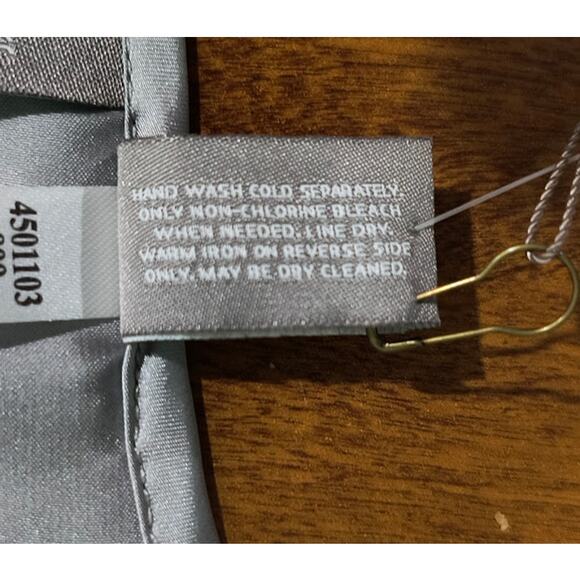 HAND WASH COLD SEPARATELY.
ONLY NON-CHLORINE BLEACH
WHEN NEEDED. LINE DRY.
WARM IRON ON REVERSE SIDE
ONLY. MAY BE DRY CLEANED.
4501103